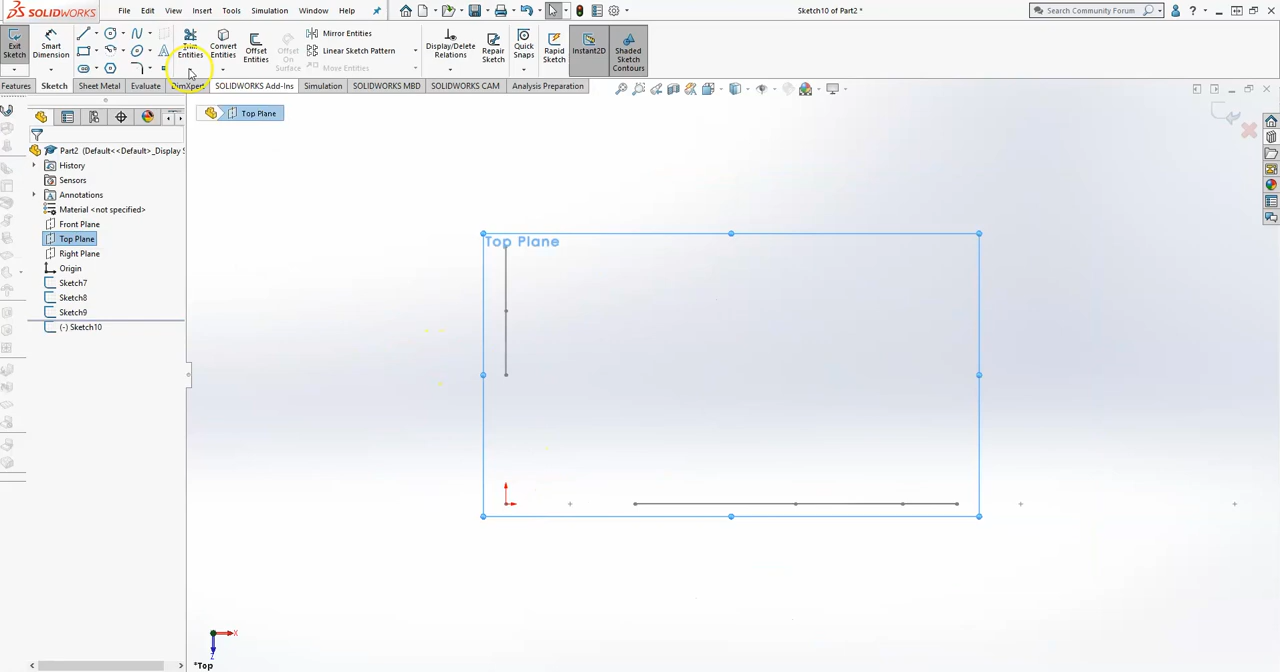 SOLIDWORKS File Edit View Insert Tools Simulation Window Help Sketch10 of Part2 * Search Community Forum
Exit Sketch Smart Dimension Trim Entities Convert Entities Offset Entities Offset On Surface Mirror Entities Linear Sketch Pattern Move Entities Display/Delete Relations Repair Sketch Quick Snaps Rapid Sketch Instant2D Shaded Sketch Contours
Features Sketch Sheet Metal Evaluate DimXpert SOLIDWORKS Add-Ins Simulation SOLIDWORKS MBD SOLIDWORKS CAM Analysis Preparation
Top Plane
Part2 (Default<<Default>_Display S
History
Sensors
Annotations
Material <not specified>
Front Plane
Top Plane
Right Plane
Origin
Sketch7
Sketch8
Sketch9
(-) Sketch10
Top Plane
X
Z
*Top